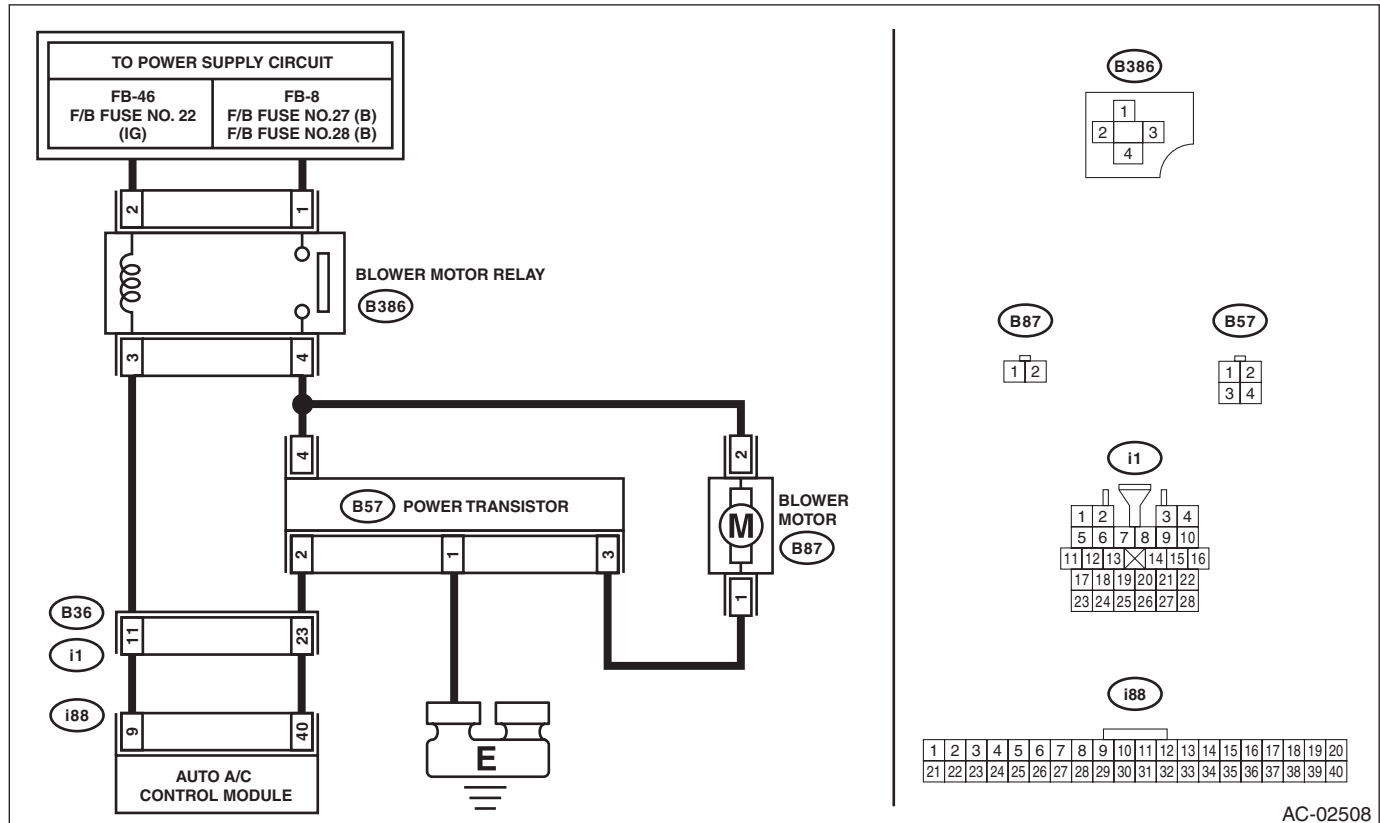 TO POWER SUPPLY CIRCUIT
FB-46
F/B FUSE NO. 22
(IG)
FB-8
F/B FUSE NO.27 (B)
F/B FUSE NO.28 (B)
2
1
BLOWER MOTOR RELAY
B386
3
4
4
B57
POWER TRANSISTOR
2
1
3
2
M
BLOWER
MOTOR
B87
1
B36
i1
11
23
i88
9
40
AUTO A/C
CONTROL MODULE
E
B386
1
2 3
4
B87
1 2
B57
1 2
3 4
i1
1 2 3 4
5 6 7 8 9 10
11 12 13 14 15 16
17 18 19 20 21 22
23 24 25 26 27 28
i88
1 2 3 4 5 6 7 8 9 10 11 12 13 14 15 16 17 18 19 20
21 22 23 24 25 26 27 28 29 30 31 32 33 34 35 36 37 38 39 40
AC-02508